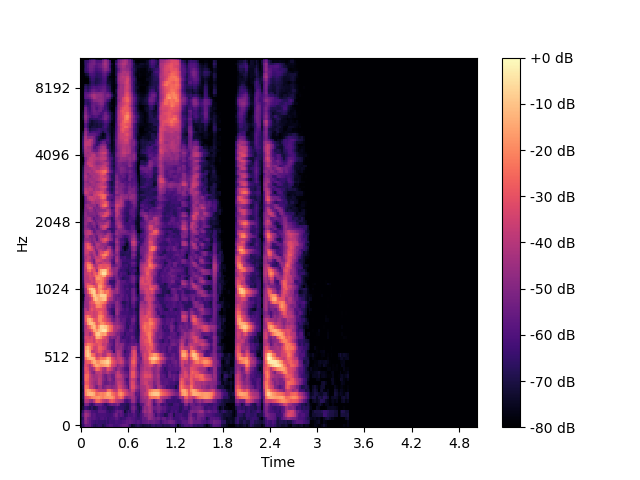 +0 dB
8192
-10 dB
4096
-20 dB
-30 dB
2048
-40 dB
Hz
1024
-50 dB
512
-60 dB
-70 dB
0
-80 dB
0 0.6 1.2 1.8 2.4 3 3.6 4.2 4.8
Time